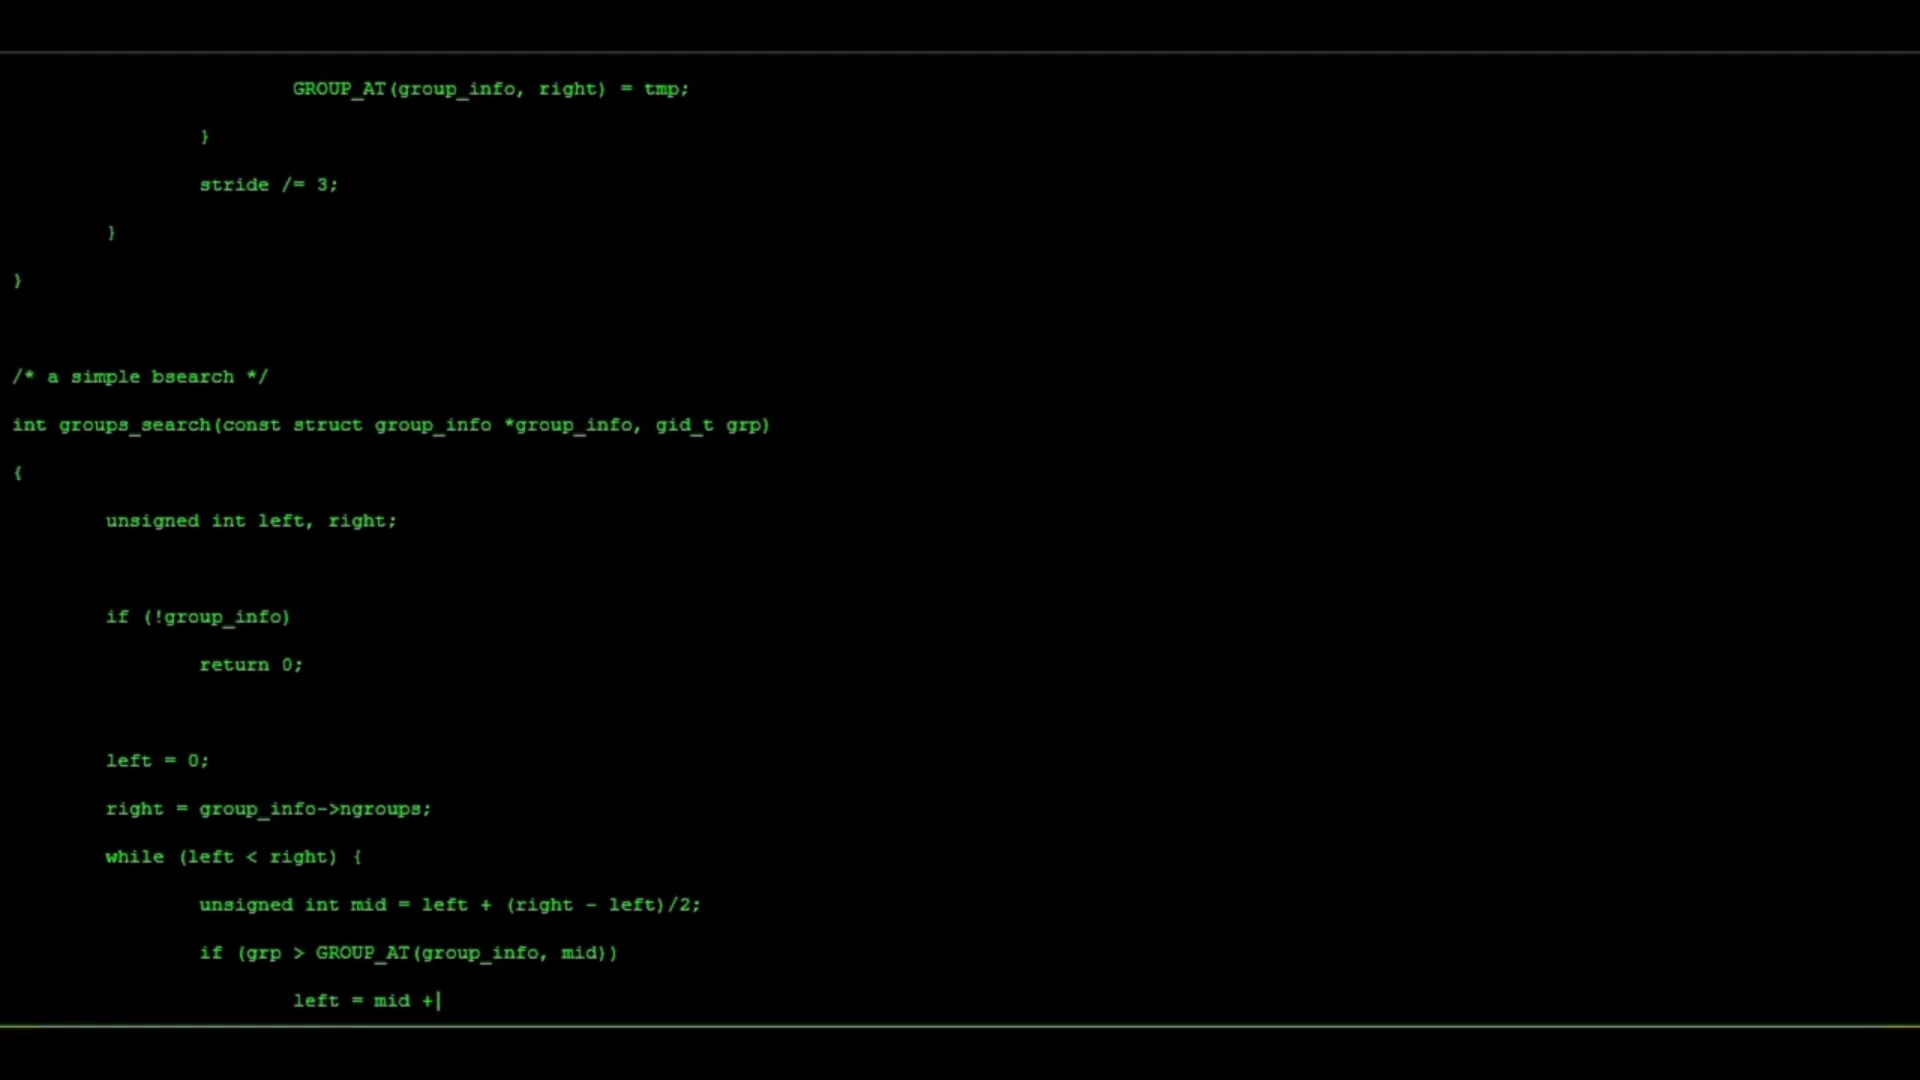 GROUP_AT(group_info, right) = tmp;
}
stride /= 3;
}
}
/* a simple bsearch */
int groups_search(const struct group_info *group_info, gid_t grp)
{
unsigned int left, right;
if (!group_info)
return 0;
left = 0;
right = group_info->ngroups;
while (left < right) {
unsigned int mid = left + (right - left)/2;
if (grp > GROUP_AT(group_info, mid))
left = mid +